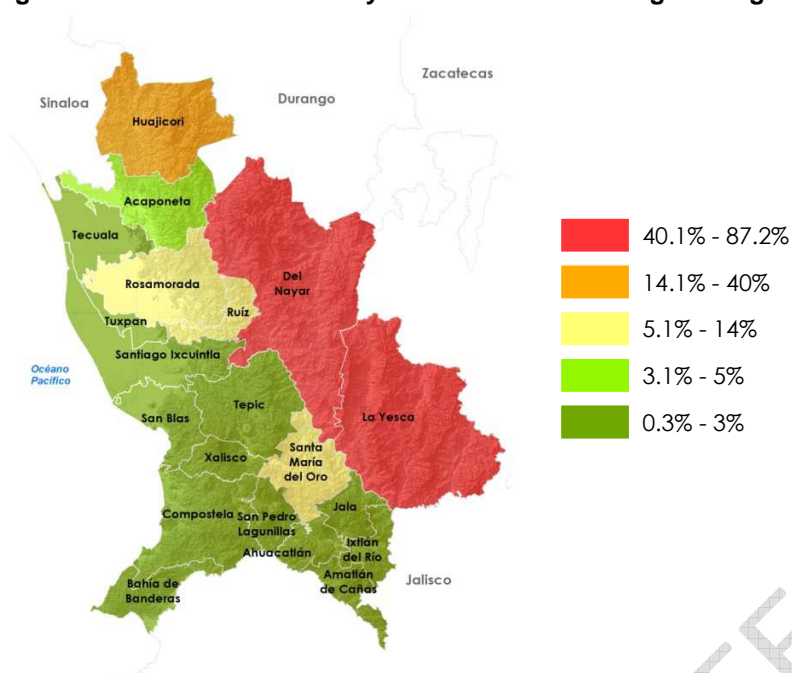 Zacatecas
Sinaloa
Durango
Huajicori
Acaponeta
Tecuala
Rosamorada
Del
Nayar
Ruíz
Tuxpan
Santiago Ixcuintla
Océano
Pacífico
Tepic
San Blas
La Yesca
Santa
María
del Oro
Xalisco
Jala
Compostela
San Pedro
Lagunillas
Ixtlán
del Río
Ahuacatlán
Amatlán
de Cañas
Jalisco
Bahía de
Banderas
40.1% - 87.2%
14.1% - 40%
5.1% - 14%
3.1% - 5%
0.3% - 3%